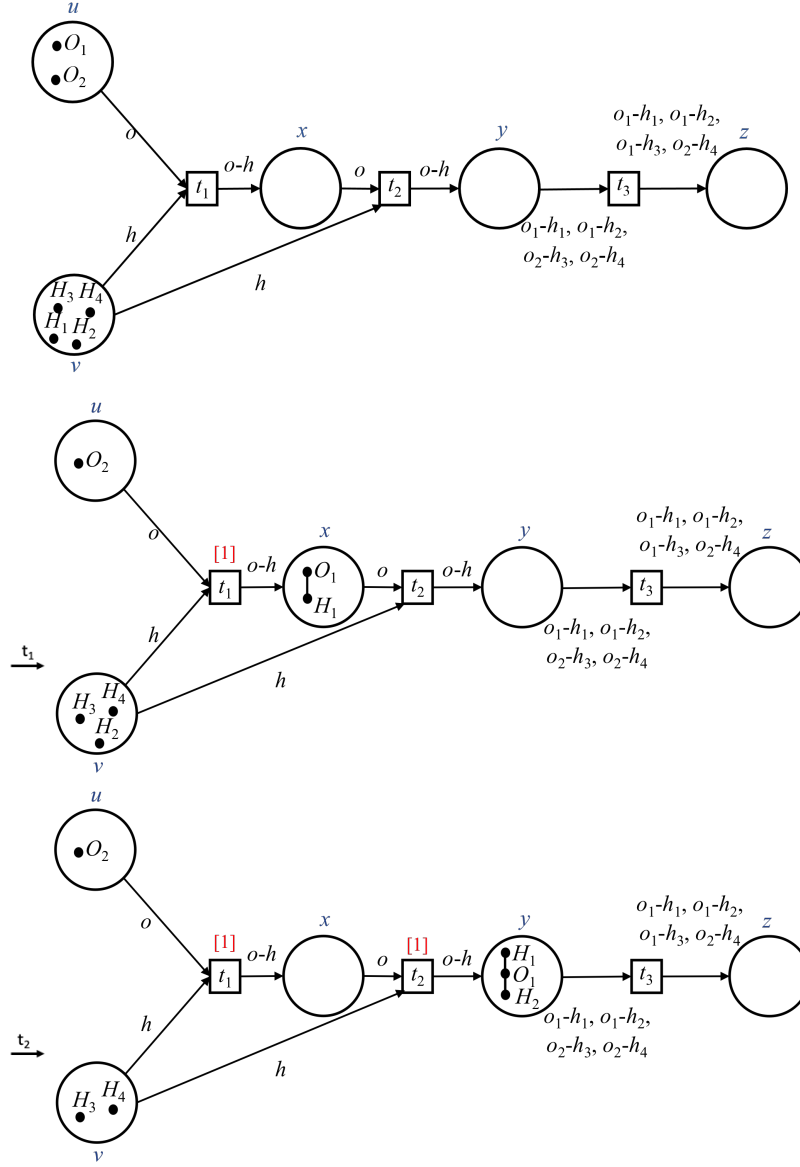 u
O₁
O₂
o
o₁-h₁, o₁-h₂,
o₁-h₃, o₂-h₄
x
y
z
t₁
o-h
o
t₂
o-h
t₃
h
h
o₁-h₁, o₁-h₂,
o₂-h₃, o₂-h₄
H₃ H₄
H₁ H₂
v
u
O₂
o
o₁-h₁, o₁-h₂,
o₁-h₃, o₂-h₄
x
y
z
[1]
t₁
o-h
O₁
H₁
o
t₂
o-h
t₃
h
h
o₁-h₁, o₁-h₂,
o₂-h₃, o₂-h₄
t₁
H₃ H₄
H₂
v
u
O₂
o
o₁-h₁, o₁-h₂,
o₁-h₃, o₂-h₄
x
y
z
[1]
[1]
t₁
o-h
o
t₂
o-h
H₁
O₁
H₂
t₃
h
h
o₁-h₁, o₁-h₂,
o₂-h₃, o₂-h₄
t₂
H₃ H₄
v